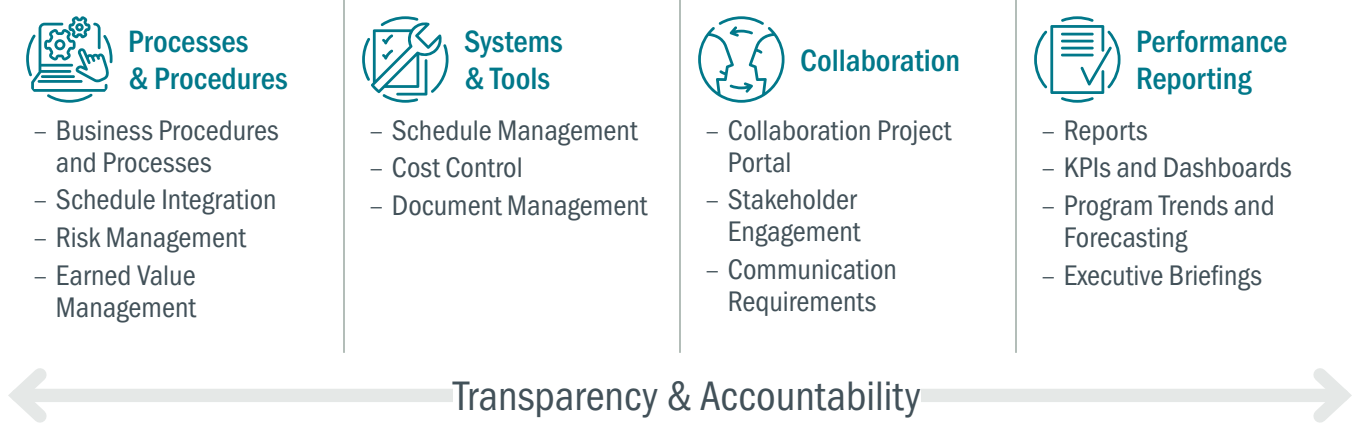 Processes
& Procedures
– Business Procedures
and Processes
– Schedule Integration
– Risk Management
– Earned Value
Management
Systems
& Tools
– Schedule Management
– Cost Control
– Document Management
Collaboration
– Collaboration Project
Portal
– Stakeholder
Engagement
– Communication
Requirements
Performance
Reporting
– Reports
– KPIs and Dashboards
– Program Trends and
Forecasting
– Executive Briefings
Transparency & Accountability